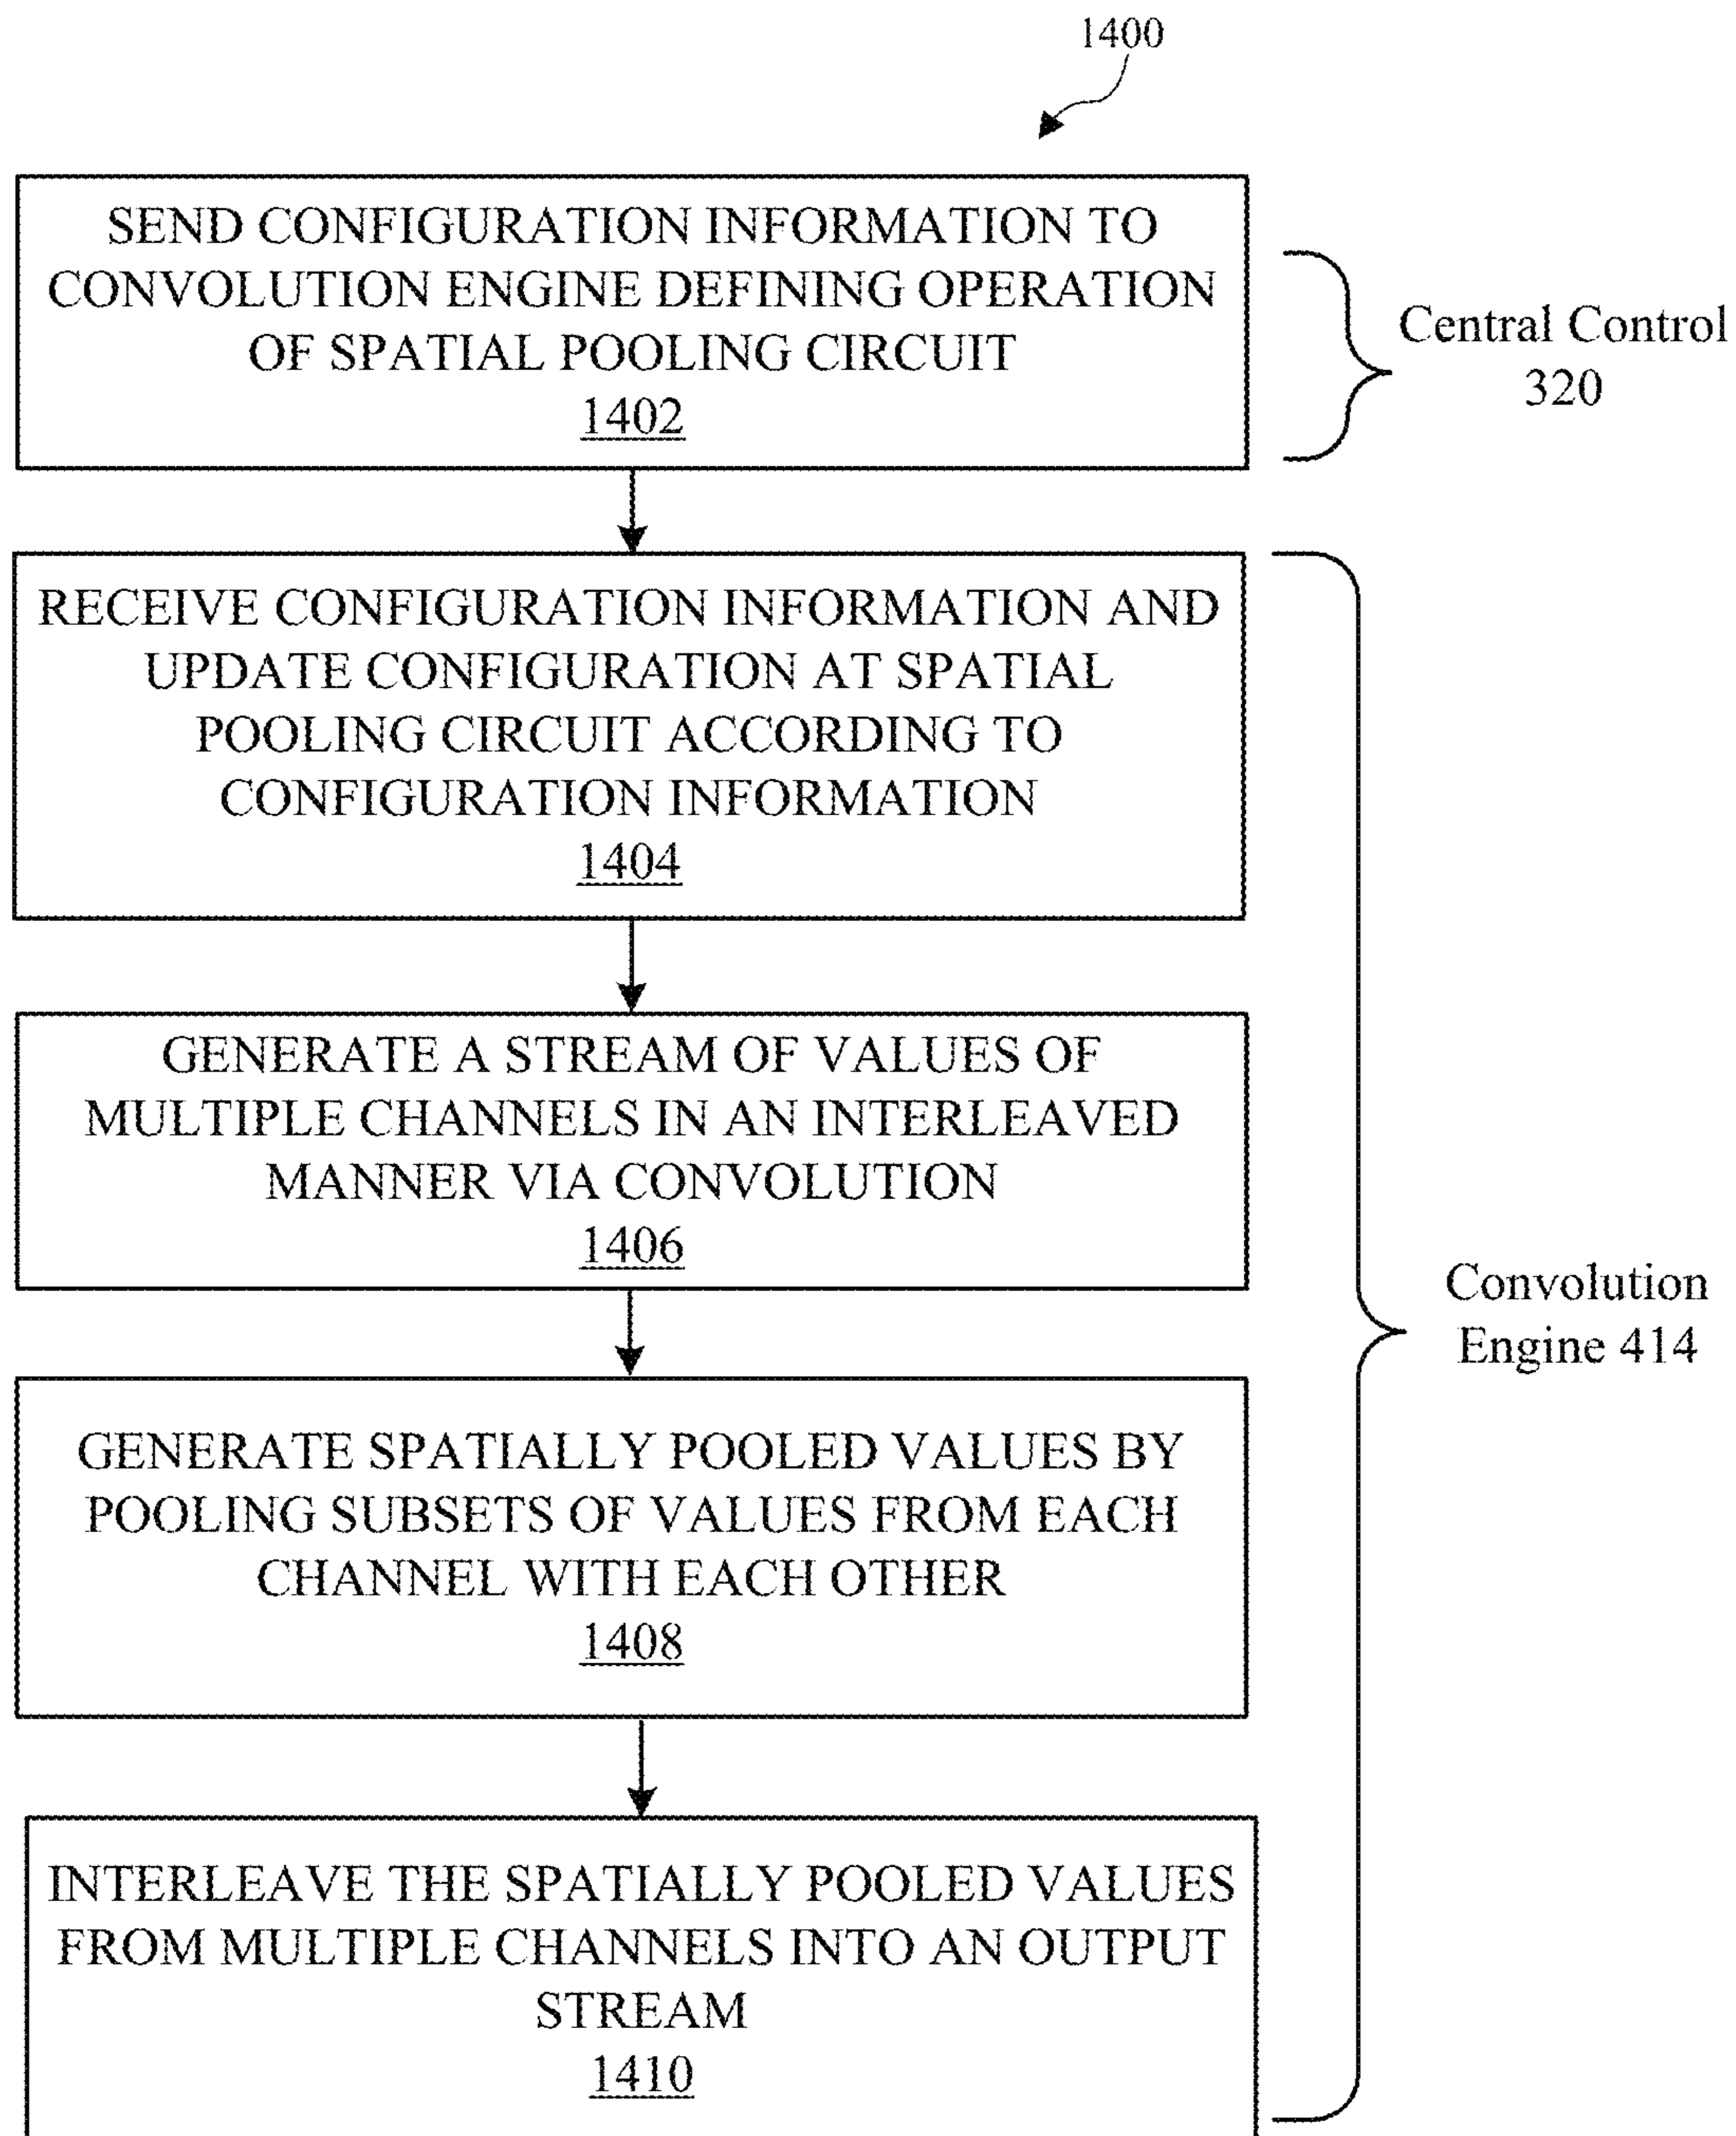 1400
SEND CONFIGURATION INFORMATION TO
CONVOLUTION ENGINE DEFINING OPERATION
OF SPATIAL POOLING CIRCUIT
1402
Central Control
320
RECEIVE CONFIGURATION INFORMATION AND
UPDATE CONFIGURATION AT SPATIAL
POOLING CIRCUIT ACCORDING TO
CONFIGURATION INFORMATION
1404
GENERATE A STREAM OF VALUES OF
MULTIPLE CHANNELS IN AN INTERLEAVED
MANNER VIA CONVOLUTION
1406
Convolution
Engine 414
GENERATE SPATIALLY POOLED VALUES BY
POOLING SUBSETS OF VALUES FROM EACH
CHANNEL WITH EACH OTHER
1408
INTERLEAVE THE SPATIALLY POOLED VALUES
FROM MULTIPLE CHANNELS INTO AN OUTPUT
STREAM
1410